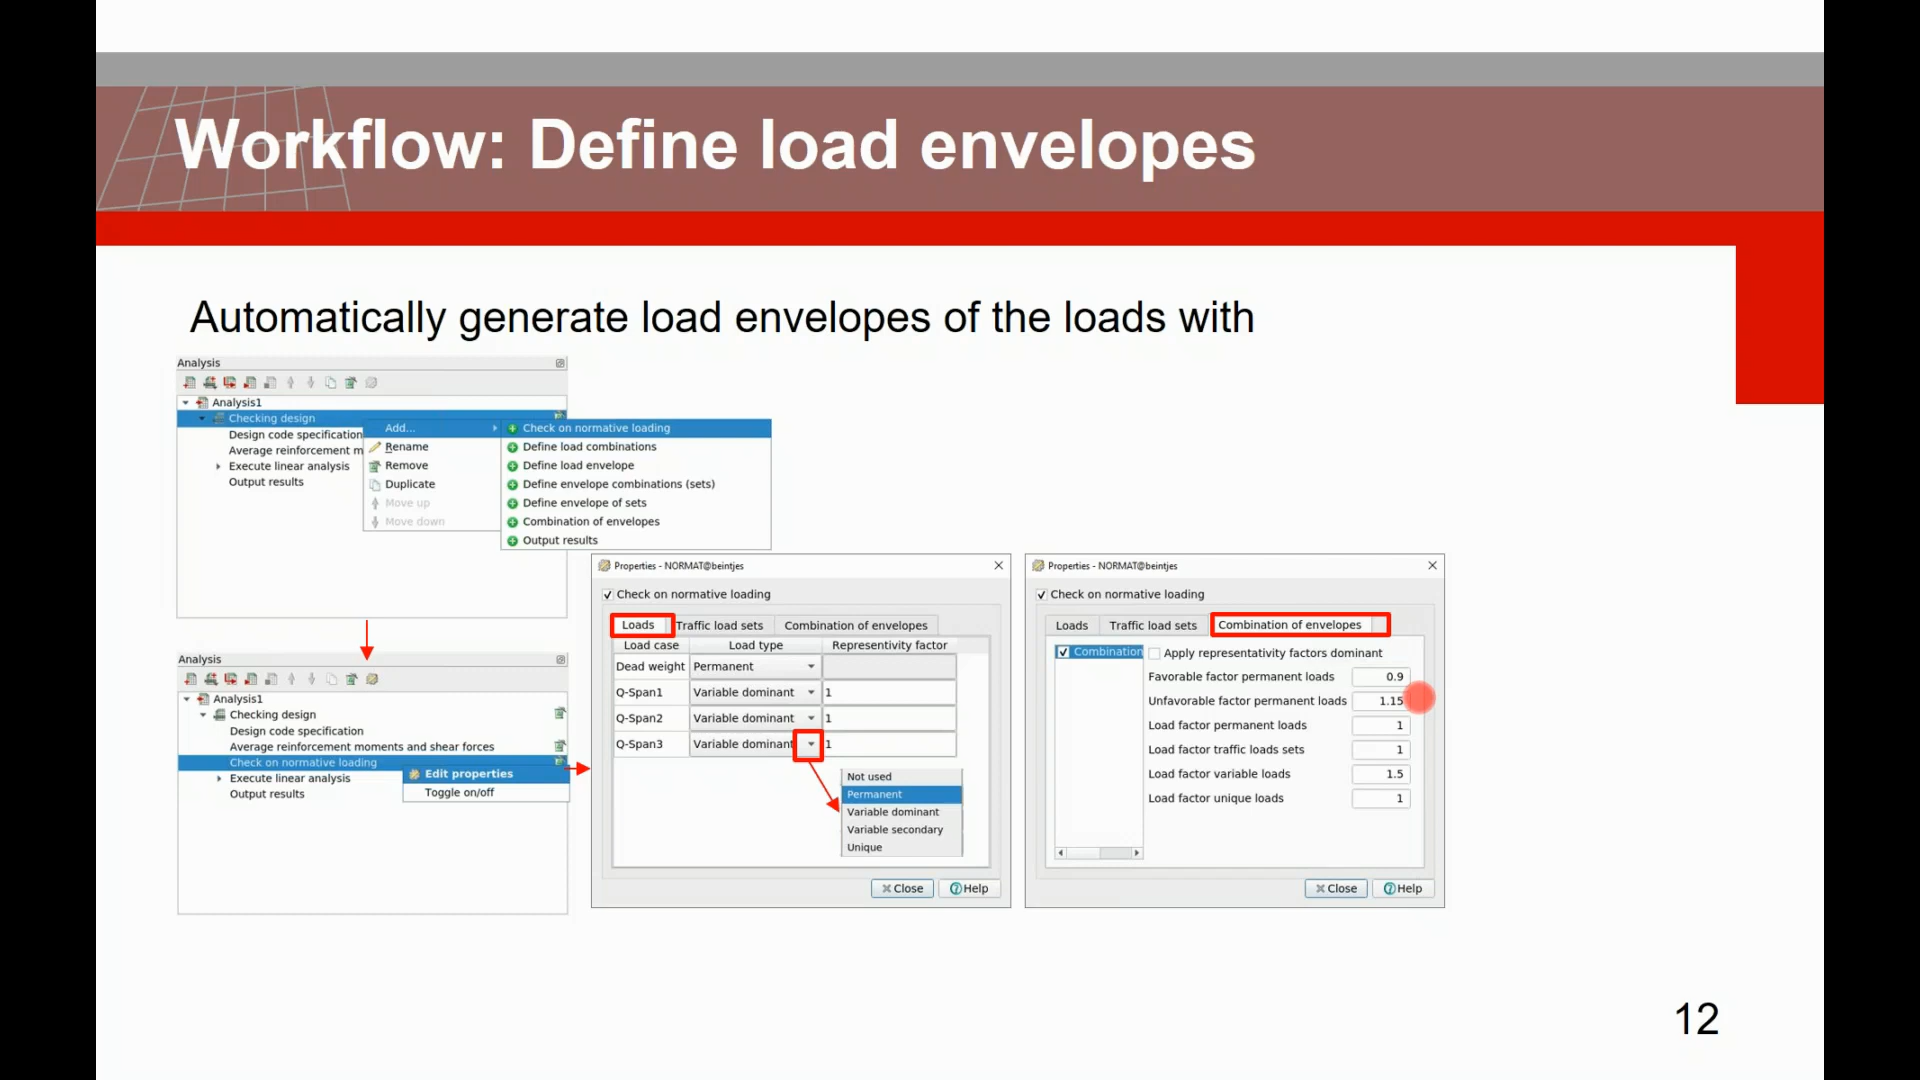 Workflow: Define load envelopes
Automatically generate load envelopes of the loads with
Analysis
Analysis1
Checking design
Design code specification
Average reinforcement m
Execute linear analysis
Output results
Add...
Rename
Remove
Duplicate
Move up
Move down
Check on normative loading
Define load combinations
Define load envelope
Define envelope combinations (sets)
Define envelope of sets
Combination of envelopes
Output results
Analysis
Analysis1
Checking design
Design code specification
Average reinforcement moments and shear forces
Check on normative loading
Execute linear analysis
Output results
Edit properties
Toggle on/off
Properties - NORMAT@beintjes
Check on normative loading
Loads Traffic load sets Combination of envelopes
Load case Load type Representivity factor
Dead weight Permanent
Q-Span1 Variable dominant 1
Q-Span2 Variable dominant 1
Q-Span3 Variable dominant 1
Not used
Permanent
Variable dominant
Variable secondary
Unique
Close Help
Properties - NORMAT@beintjes
Check on normative loading
Loads Traffic load sets Combination of envelopes
Combination
Apply representativity factors dominant
Favorable factor permanent loads 0.9
Unfavorable factor permanent loads 1.15
Load factor permanent loads 1
Load factor traffic loads sets 1
Load factor variable loads 1.5
Load factor unique loads 1
Close Help
12